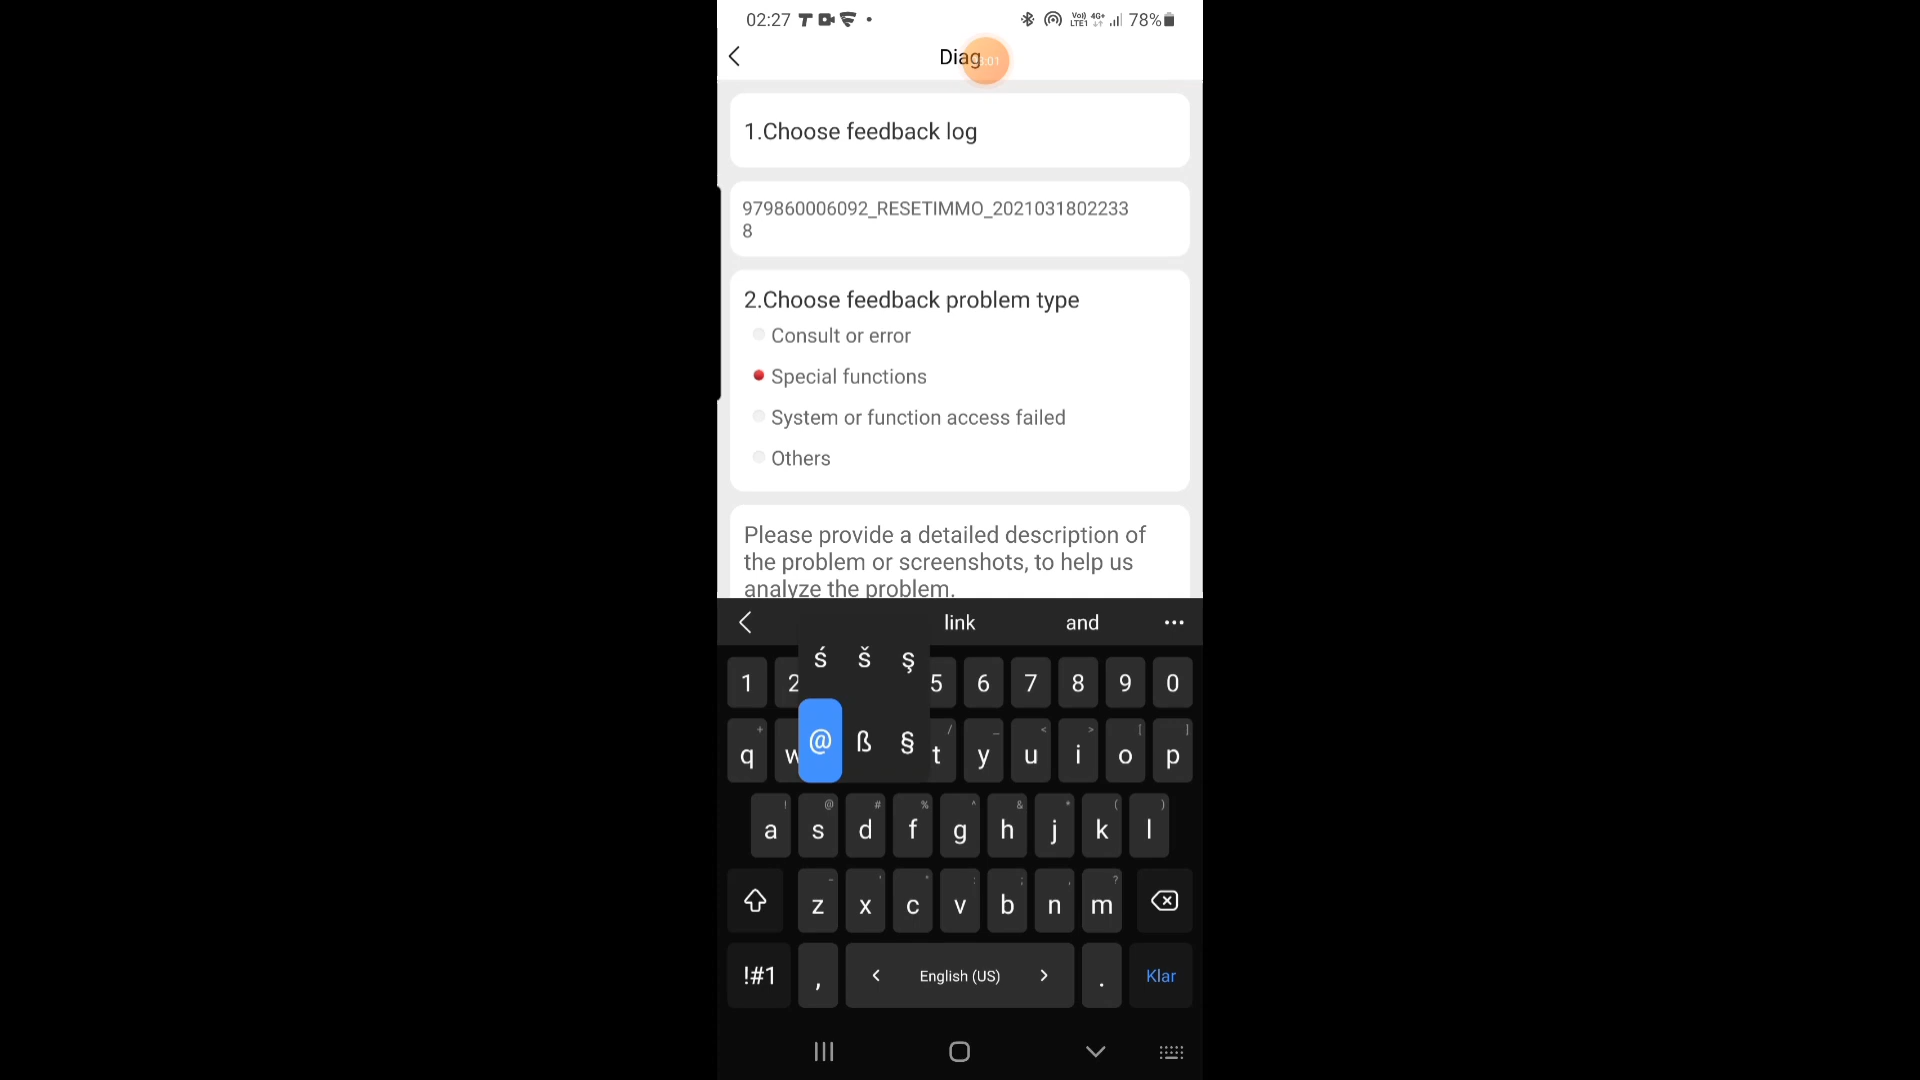 02:27 78%
Diag
1.Choose feedback log
979860006092_RESETIMMO_2021031802233
8
2.Choose feedback problem type
Consult or error
Special functions
System or function access failed
Others
Please provide a detailed description of
the problem or screenshots, to help us
analyze the problem.
link and
ś š ş
1 2 5 6 7 8 9 0
@ ß §
q w t y u i o p
a s d f g h j k l
z x c v b n m
!#1 , < English (US) > . Klar